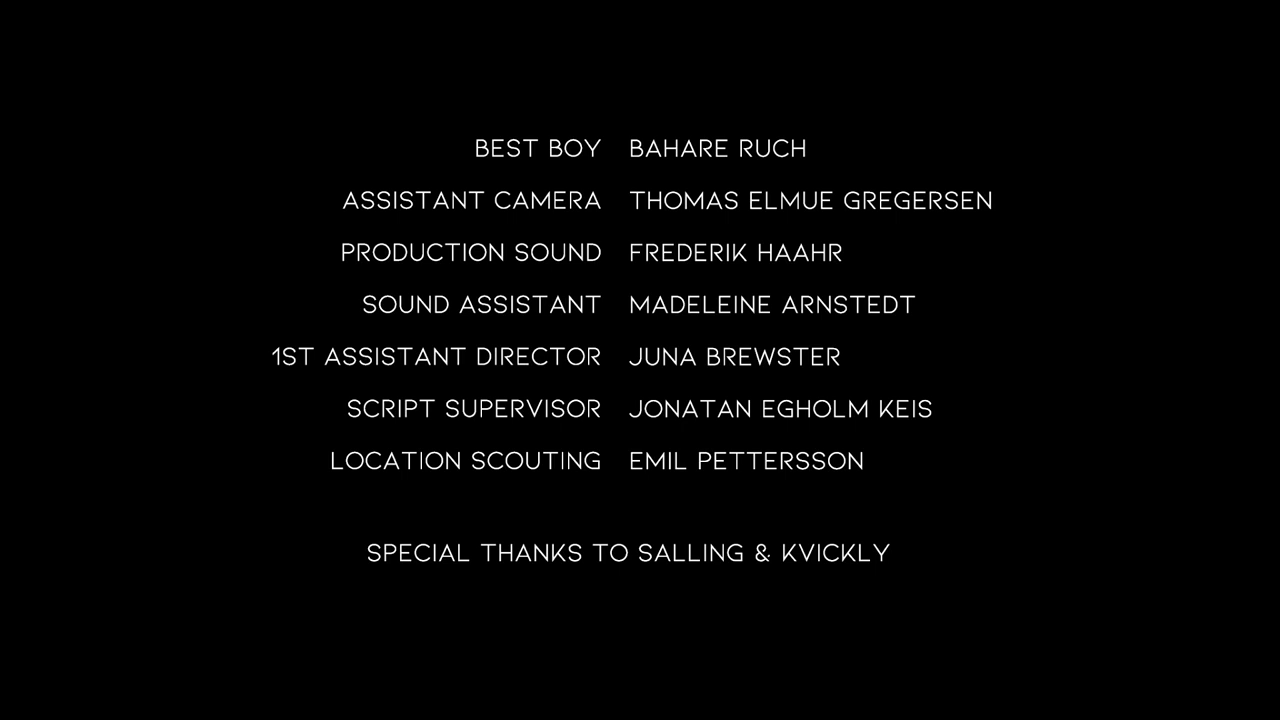 BEST BOY BAHARE RUCH
ASSISTANT CAMERA THOMAS ELMUE GREGERSEN
PRODUCTION SOUND FREDERIK HAAHR
SOUND ASSISTANT MADELEINE ARNSTEDT
1ST ASSISTANT DIRECTOR JUNA BREWSTER
SCRIPT SUPERVISOR JONATAN EGHOLM KEIS
LOCATION SCOUTING EMIL PETTERSSON
SPECIAL THANKS TO SALLING & KVICKLY